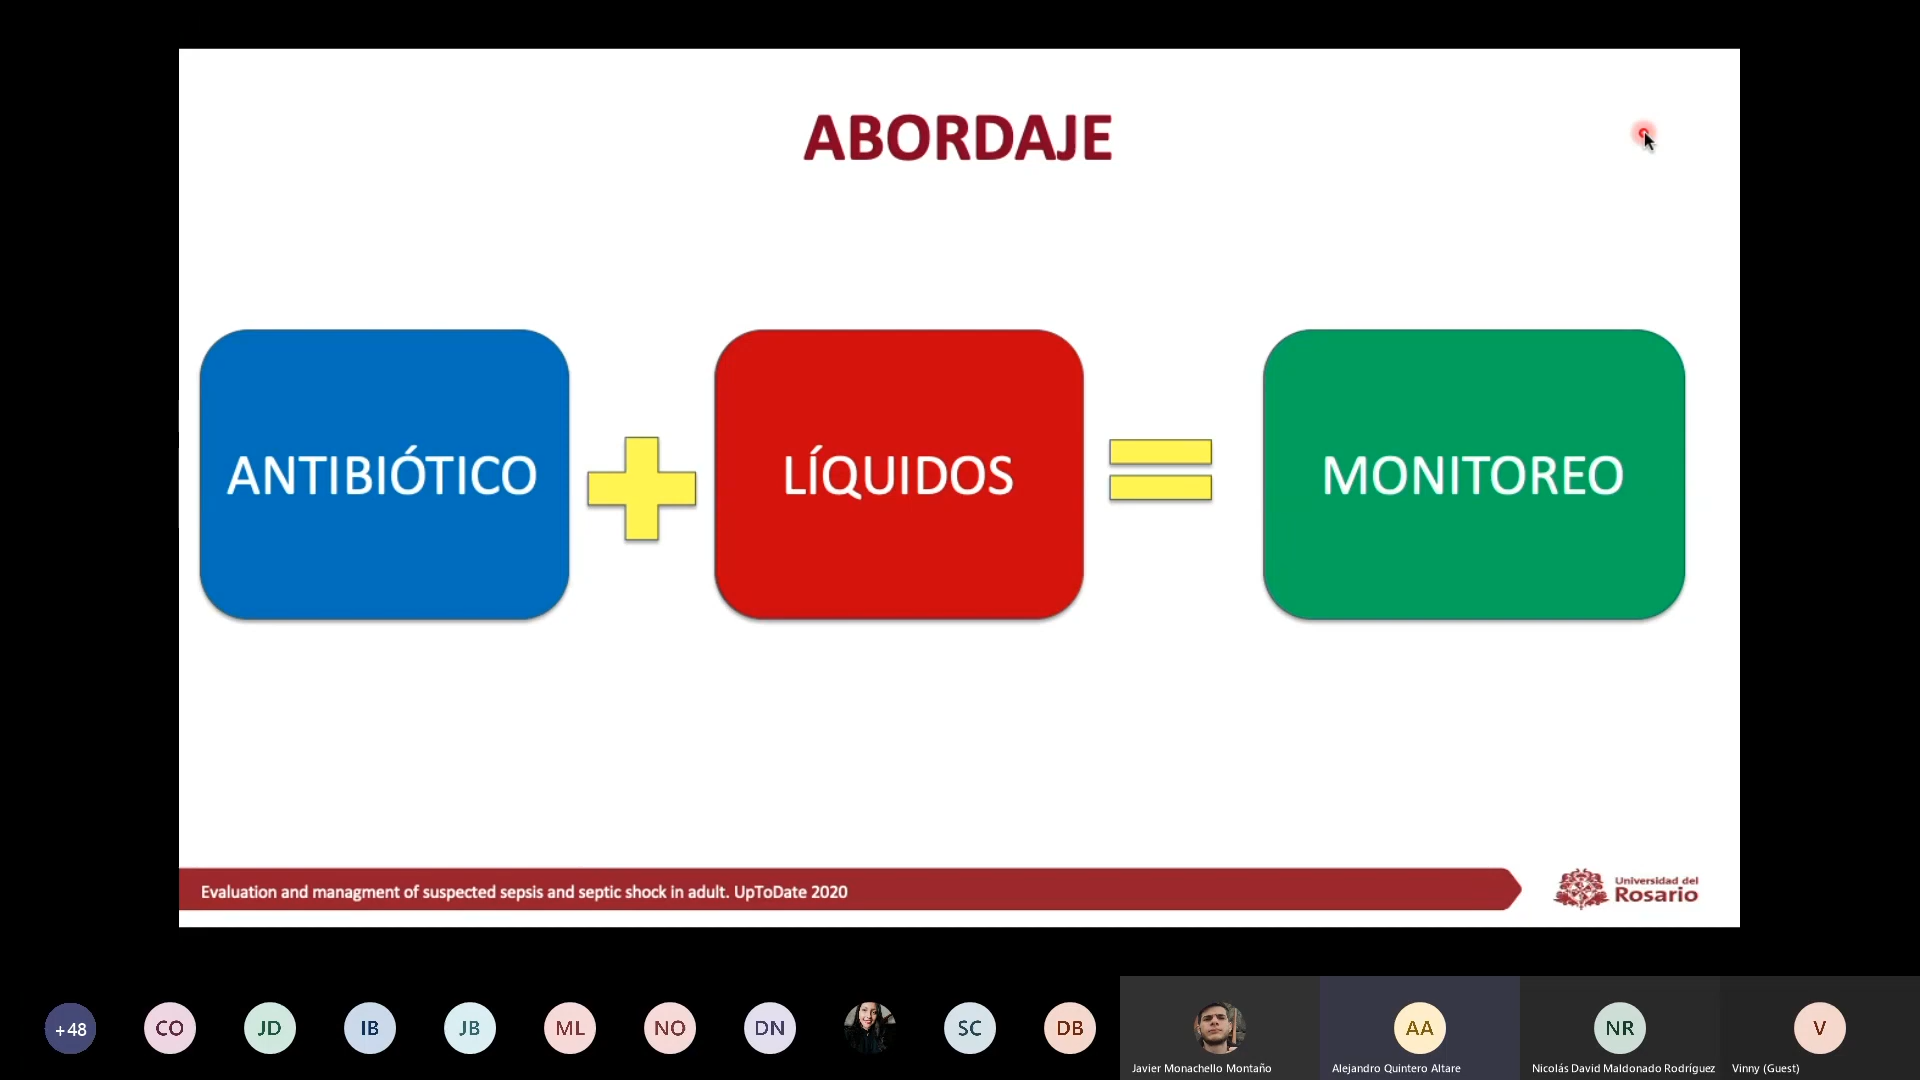 ABORDAJE
ANTIBIÓTICO
LÍQUIDOS
MONITOREO
Evaluation and managment of suspected sepsis and septic shock in adult. UpToDate 2020
Universidad del
Rosario
+48
CO
JD
IB
JB
ML
NO
DN
SC
DB
AA
NR
V
Javier Monachello Montaño
Alejandro Quintero Altare
Nicolás David Maldonado Rodríguez
Vinny (Guest)